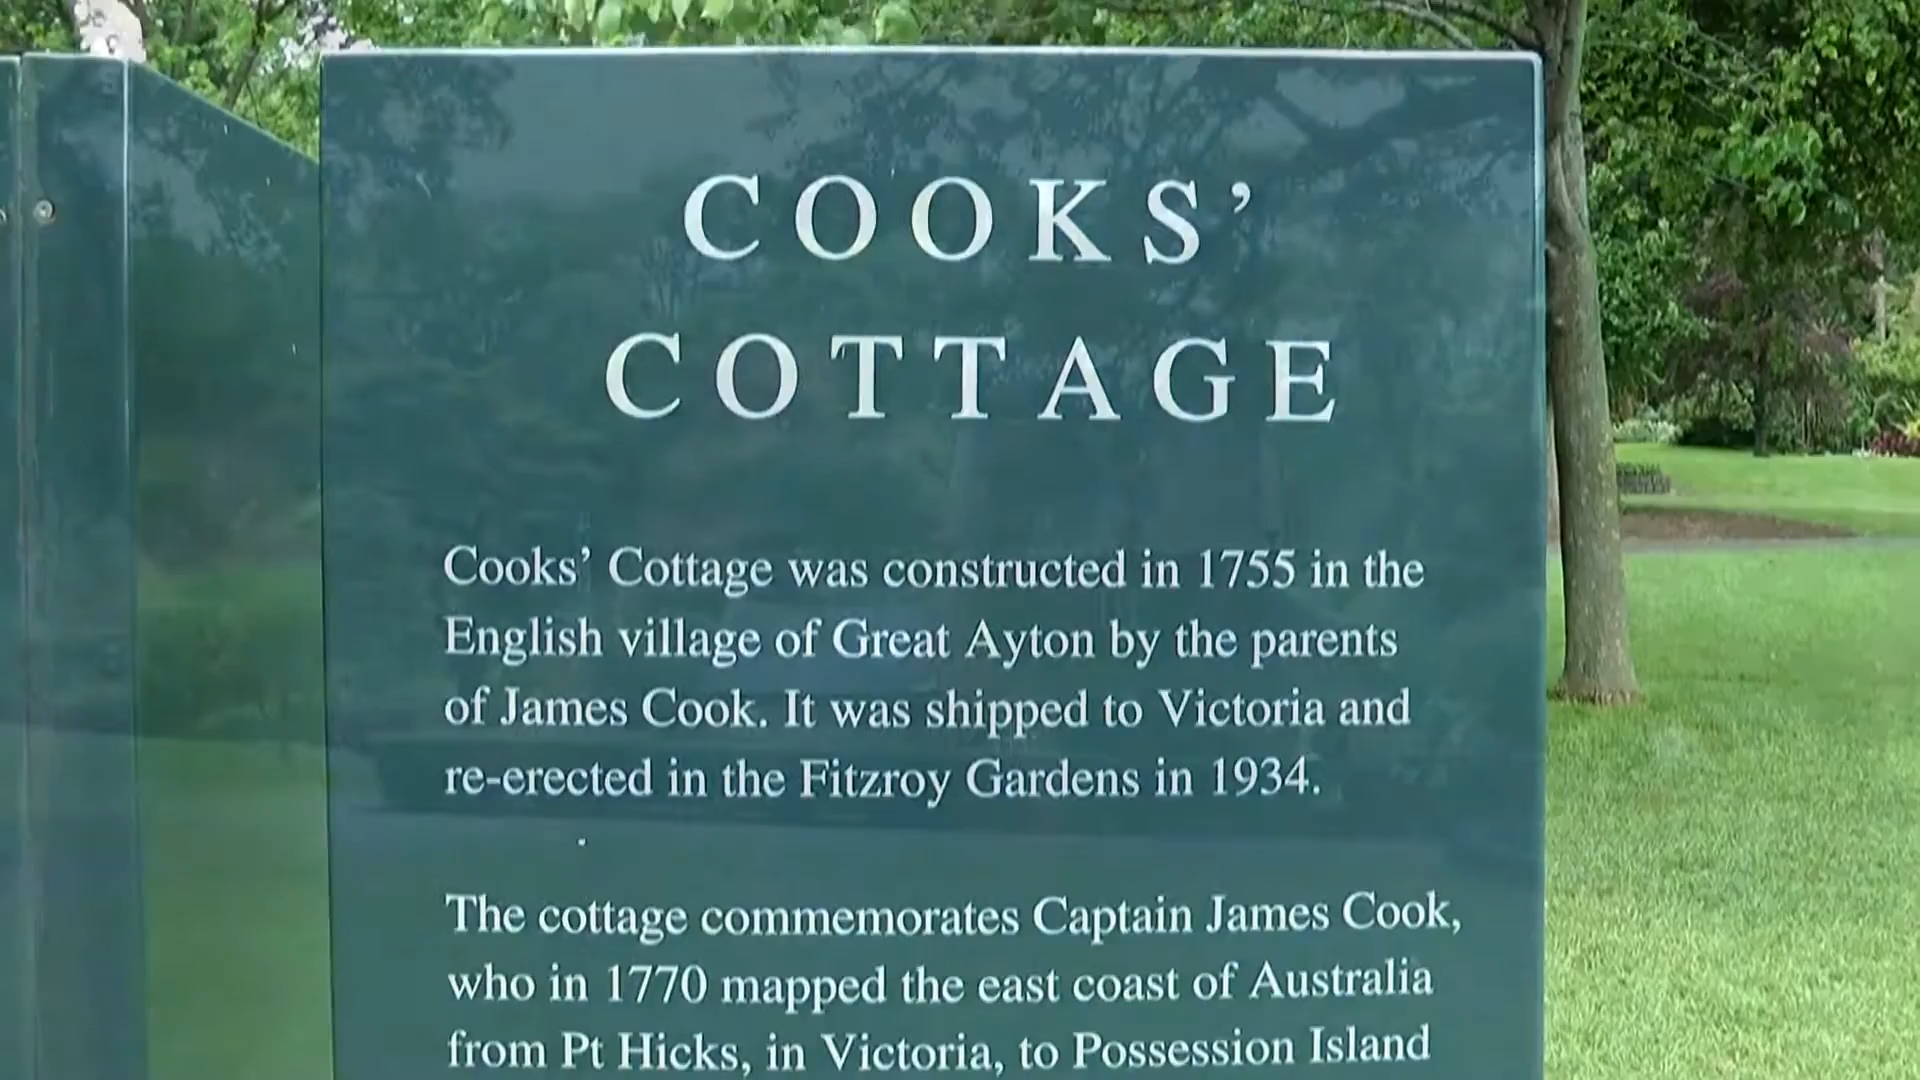 COOKS’
COTTAGE
Cooks’ Cottage was constructed in 1755 in the
English village of Great Ayton by the parents
of James Cook. It was shipped to Victoria and
re-erected in the Fitzroy Gardens in 1934.
The cottage commemorates Captain James Cook,
who in 1770 mapped the east coast of Australia
from Pt Hicks, in Victoria, to Possession Island